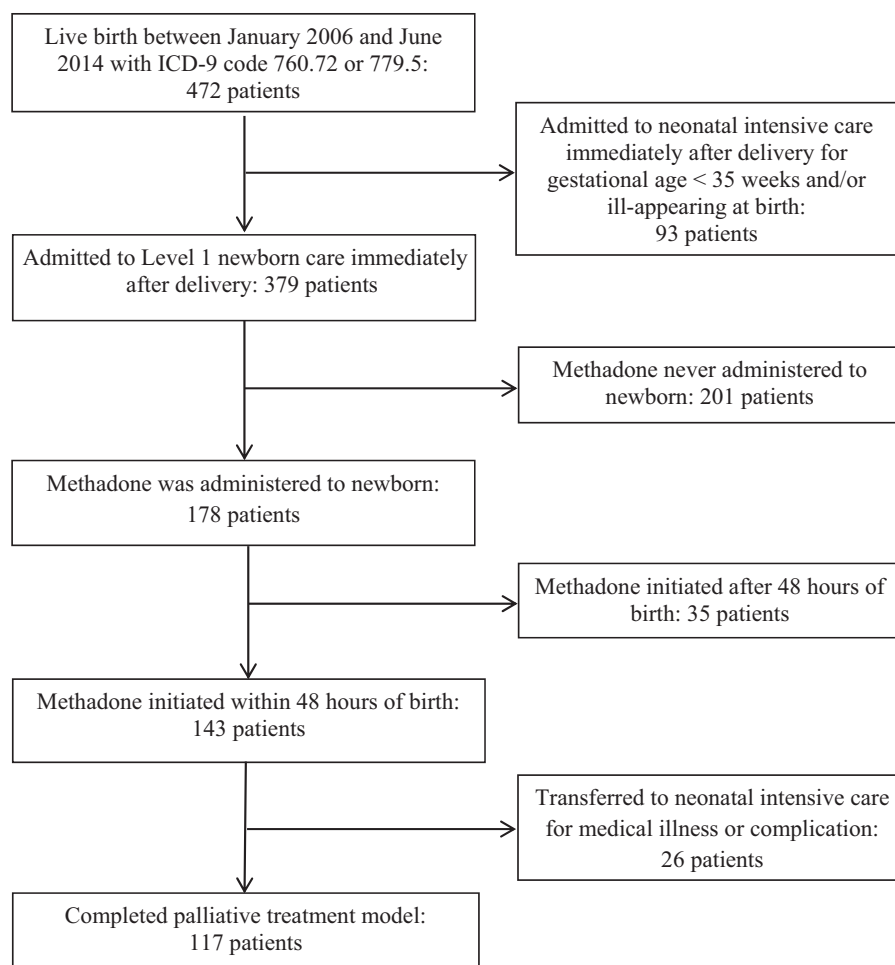 Live birth between January 2006 and June
2014 with ICD-9 code 760.72 or 779.5:
472 patients
Admitted to neonatal intensive care
immediately after delivery for
gestational age < 35 weeks and/or
ill-appearing at birth:
93 patients
Admitted to Level 1 newborn care immediately
after delivery: 379 patients
Methadone never administered to
newborn: 201 patients
Methadone was administered to newborn:
178 patients
Methadone initiated after 48 hours of
birth: 35 patients
Methadone initiated within 48 hours of birth:
143 patients
Transferred to neonatal intensive care
for medical illness or complication:
26 patients
Completed palliative treatment model:
117 patients